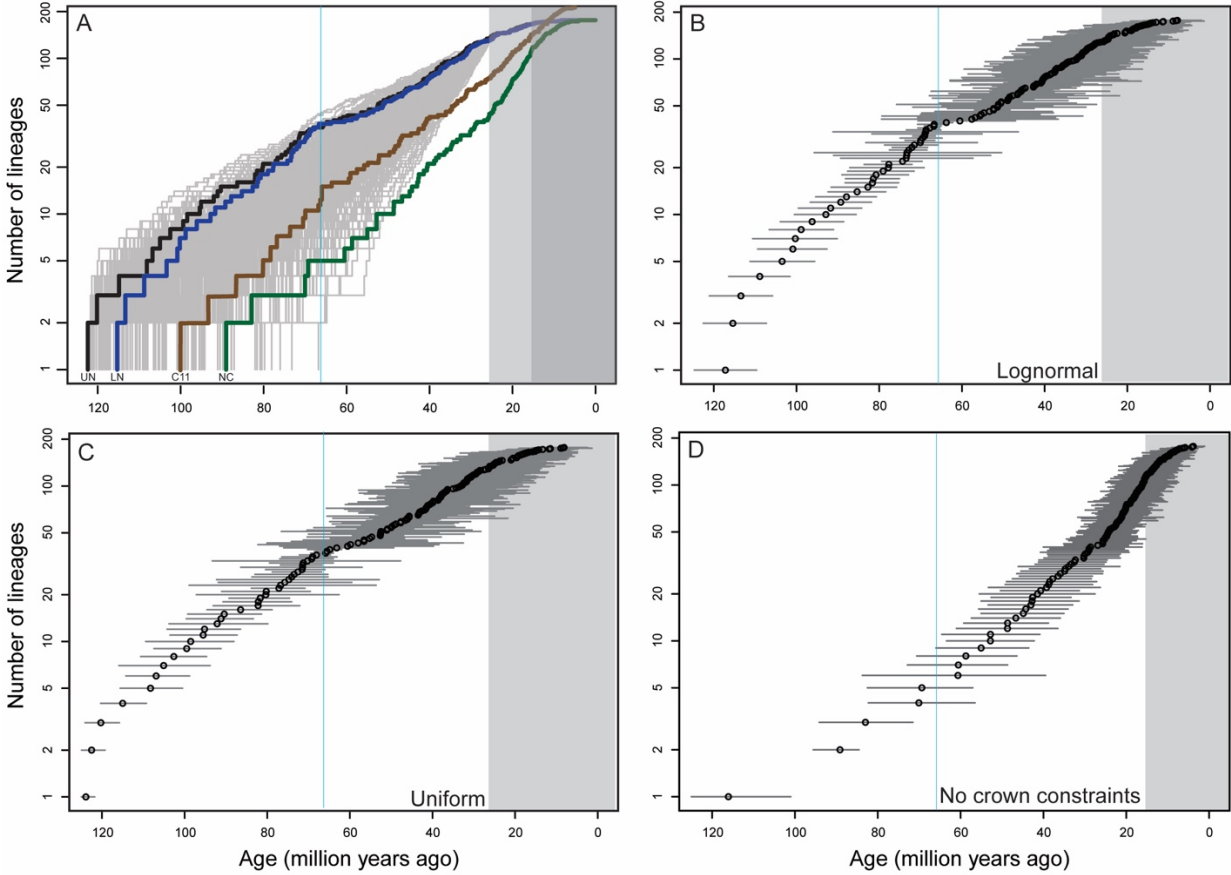 A
Number of lineages
200
100
50
20
10
5
2
1
UN LN C11 NC
120 100 80 60 40 20 0
B
200
100
50
20
10
5
2
1
Lognormal
120 100 80 60 40 20 0
C
Number of lineages
200
100
50
20
10
5
2
1
Uniform
120 100 80 60 40 20 0
Age (million years ago)
D
200
100
50
20
10
5
2
1
No crown constraints
120 100 80 60 40 20 0
Age (million years ago)